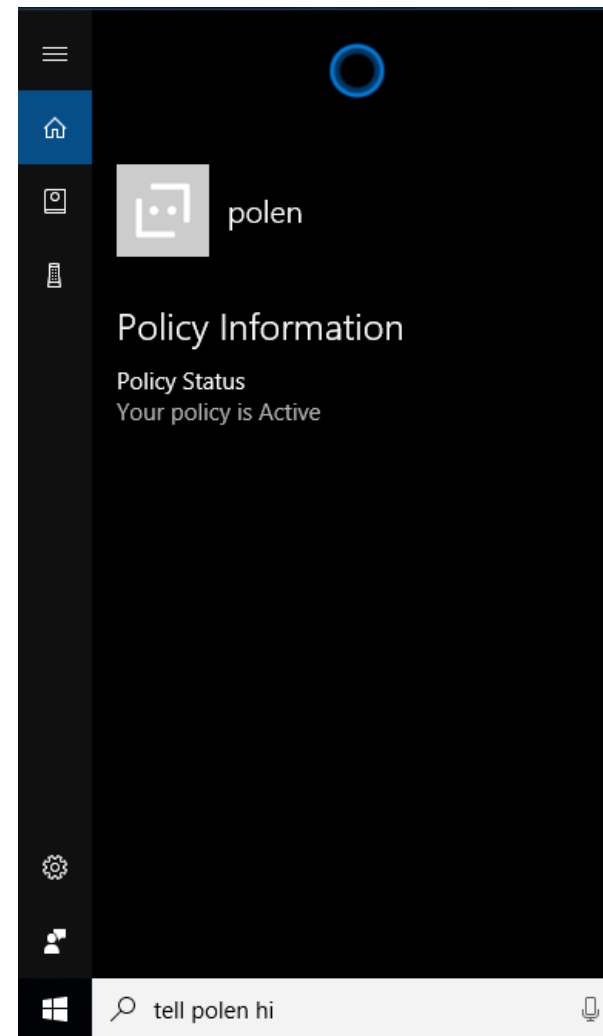 polen
Policy Information
Policy Status
Your policy is Active
tell polen hi